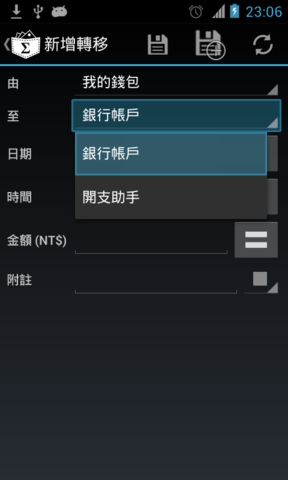 23:06
新增轉移
由 我的錢包
至 銀行帳戶
日期 銀行帳戶
時間 開支助手
金額 (NT$)
附註